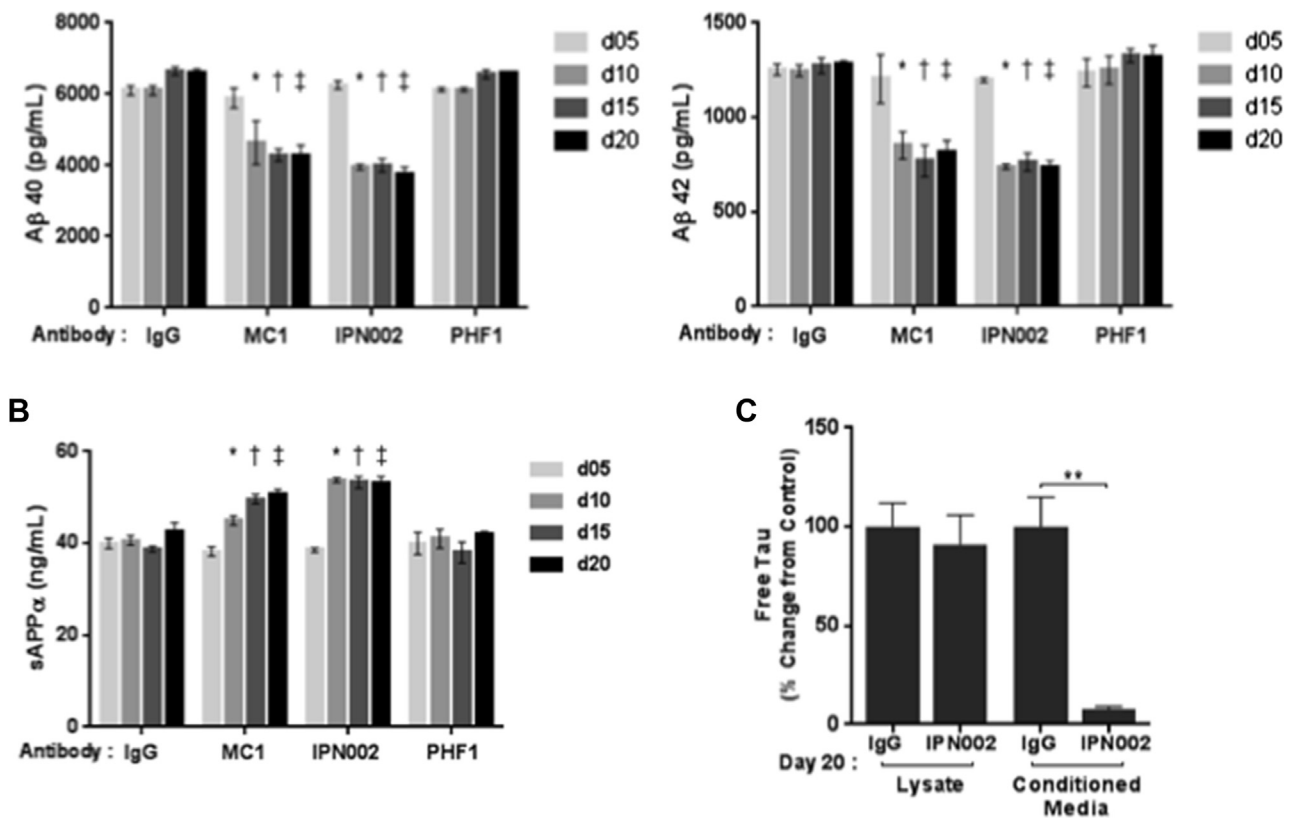 8000
6000
4000
2000
0
Aβ 40 (pg/mL)
* † ‡ * † ‡
d05
d10
d15
d20
Antibody : IgG MC1 IPN002 PHF1
1500
1000
500
0
Aβ 42 (pg/mL)
* † ‡ * † ‡
d05
d10
d15
d20
Antibody : IgG MC1 IPN002 PHF1
B
60
40
20
0
sAPPα (ng/mL)
* † ‡ * † ‡
d05
d10
d15
d20
Antibody : IgG MC1 IPN002 PHF1
C
150
100
50
0
Free Tau
(% Change from Control)
**
IgG IPN002 IgG IPN002
Day 20 :
Lysate
Conditioned
Media